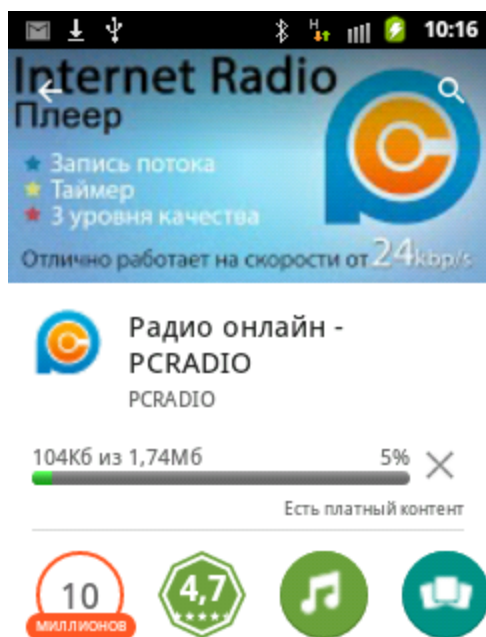 H
10:16
Internet Radio
Плеер
Запись потока
Таймер
3 уровня качества
Отлично работает на скорости от 24kbp/s
Радио онлайн -
PCRADIO
PCRADIO
104Кб из 1,74Мб 5%
Есть платный контент
10 4,7
МИЛЛИОНОВ